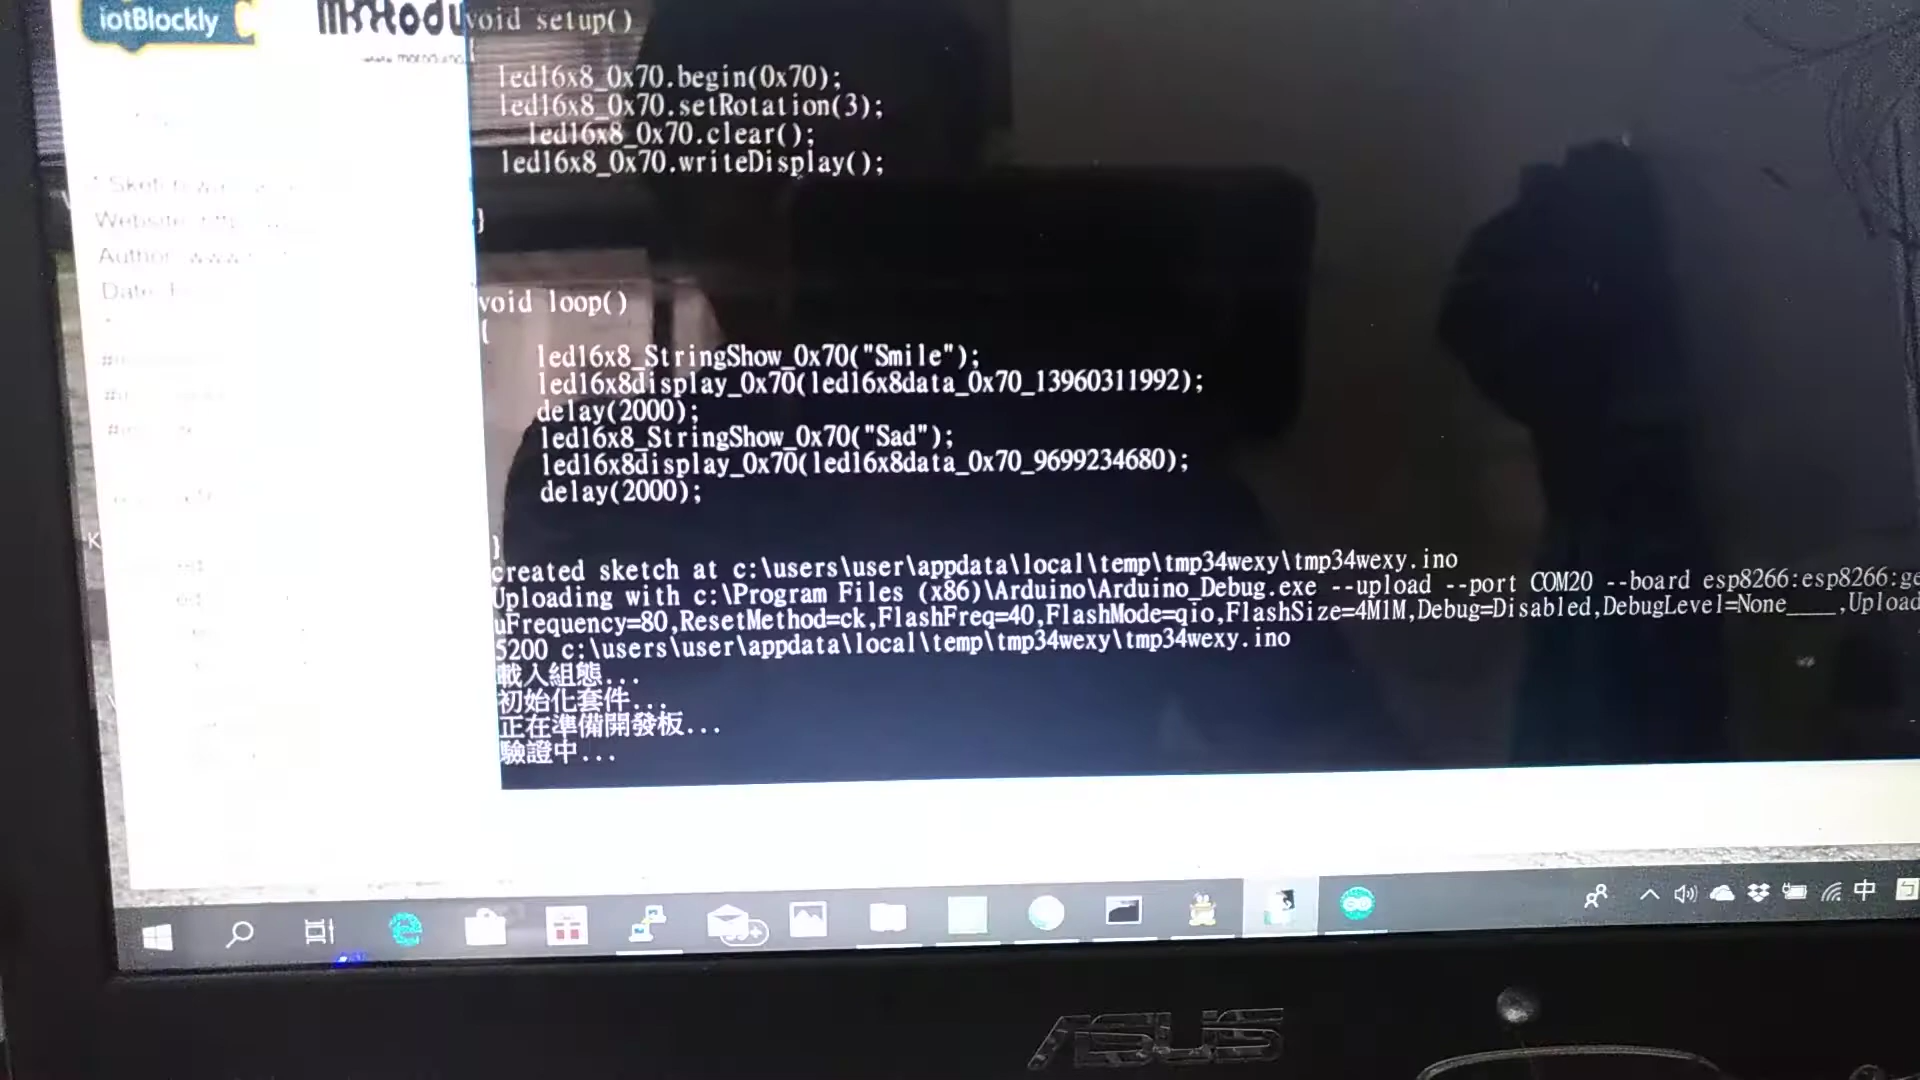 iotBlockly
void setup()
led16x8_0x70.begin(0x70);
led16x8_0x70.setRotation(3);
led16x8_0x70.clear();
led16x8_0x70.writeDisplay();
}
Website:
Author:
Date:
void loop()
{
led16x8_StringShow_0x70("Smile");
led16x8display_0x70(led16x8data_0x70_13960311992);
delay(2000);
led16x8_StringShow_0x70("Sad");
led16x8display_0x70(led16x8data_0x70_9699234680);
delay(2000);
}
created sketch at c:\users\user\appdata\local\temp\tmp34wexy\tmp34wexy.ino
Uploading with c:\Program Files (x86)\Arduino\Arduino_Debug.exe --upload --port COM20 --board esp8266:esp8266:ge
uFrequency=80,ResetMethod=ck,FlashFreq=40,FlashMode=qio,FlashSize=4M1M,Debug=Disabled,DebugLevel=None____,Upload
5200 c:\users\user\appdata\local\temp\tmp34wexy\tmp34wexy.ino
載入組態...
初始化套件...
正在準備開發板...
驗證中...
99+
中
ASUS